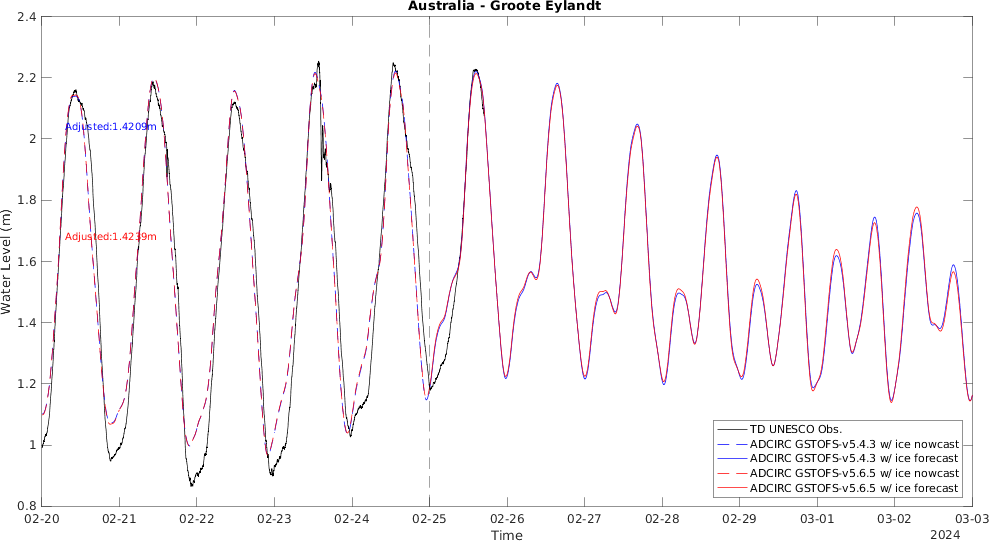 Australia - Groote Eylandt
2.4
2.2
2
1.8
1.6
1.4
1.2
1
0.8
Water Level (m)
Adjusted:1.4209m
Adjusted:1.4239m
TD UNESCO Obs.
ADCIRC GSTOFS-v5.4.3 w/ ice nowcast
ADCIRC GSTOFS-v5.4.3 w/ ice forecast
ADCIRC GSTOFS-v5.6.5 w/ ice nowcast
ADCIRC GSTOFS-v5.6.5 w/ ice forecast
02-20 02-21 02-22 02-23 02-24 02-25 02-26 02-27 02-28 02-29 03-01 03-02 03-03
Time
2024